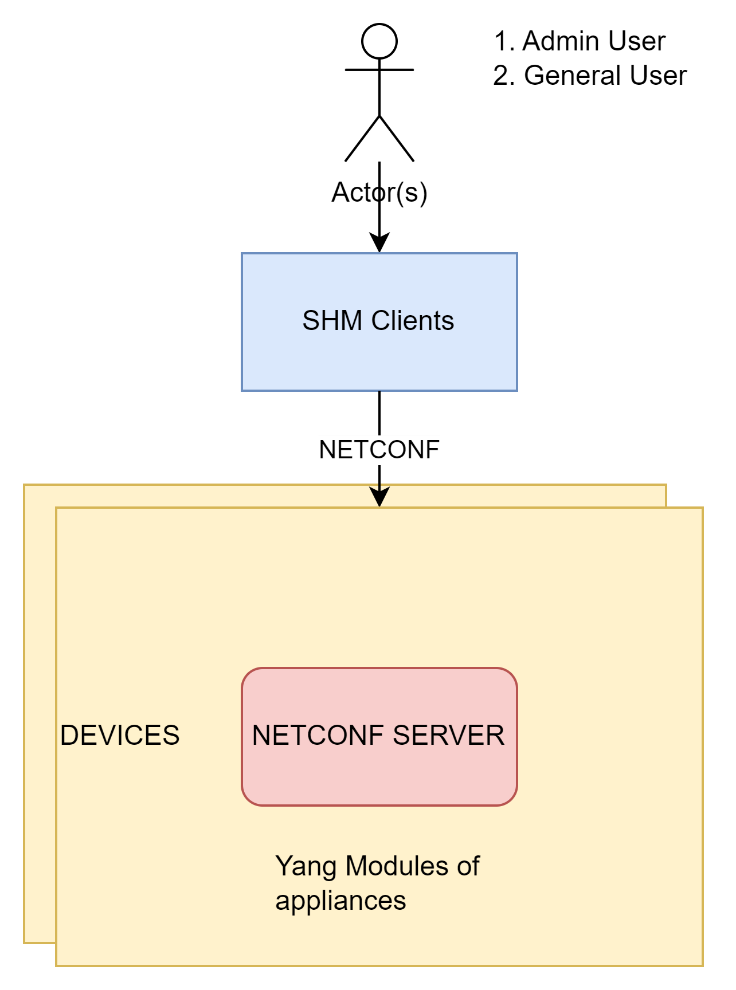 1. Admin User
2. General User
Actor(s)
SHM Clients
NETCONF
DEVICES
NETCONF SERVER
Yang Modules of
appliances